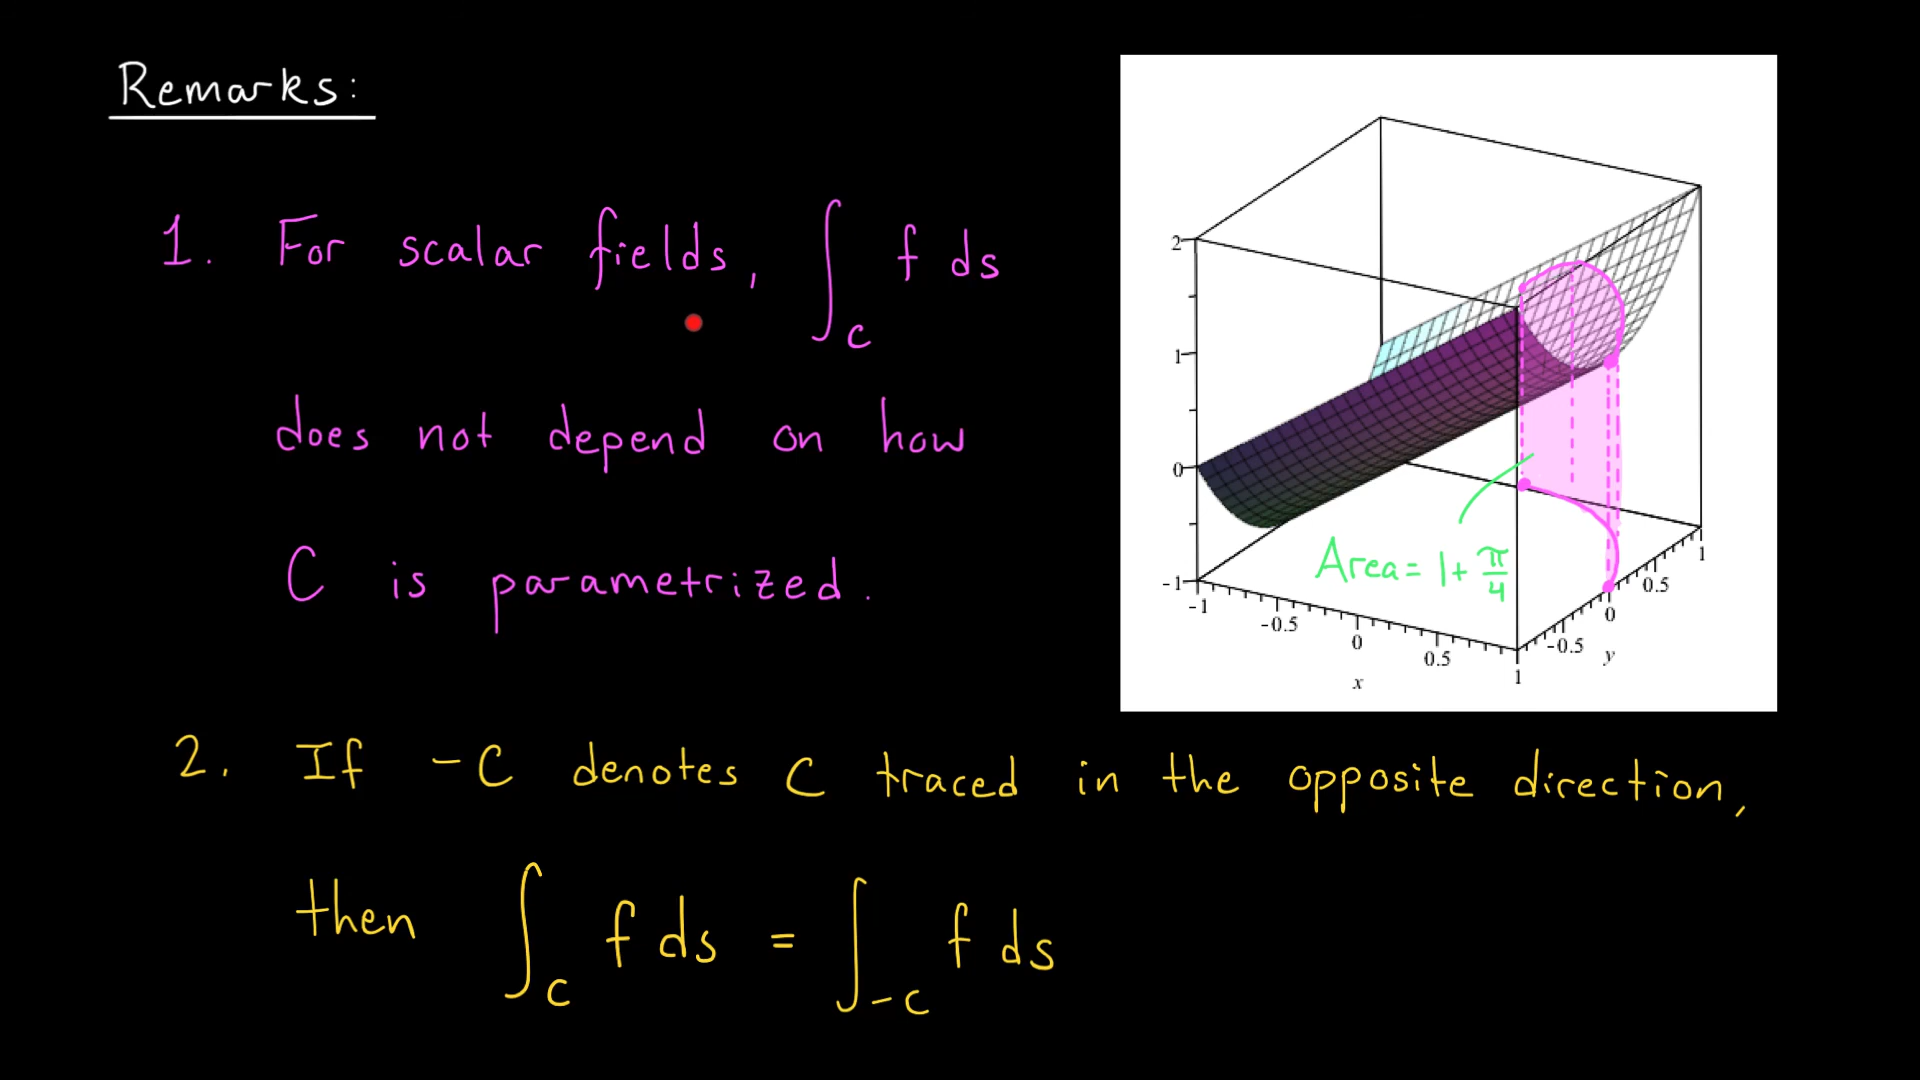 Remarks:
1. For scalar fields, ∫_C f ds
does not depend on how
C is parametrized.
2
1
0
-1
Area = 1 + π/4
-1
-0.5
0
0.5
1
x
-0.5
0
0.5
1
y
2. If -C denotes C traced in the opposite direction,
then ∫_C f ds = ∫_-C f ds